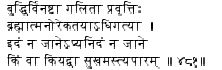 बुद्धिर्विनष्टा गलिता प्रवृत्तिः
ब्रह्मात्मनोरेकतयाऽधिगत्या ।
इदं न जानेऽप्यनिदं न जाने
किं वा कियद्वा सुखमस्त्यपारम् ॥ ४८१॥